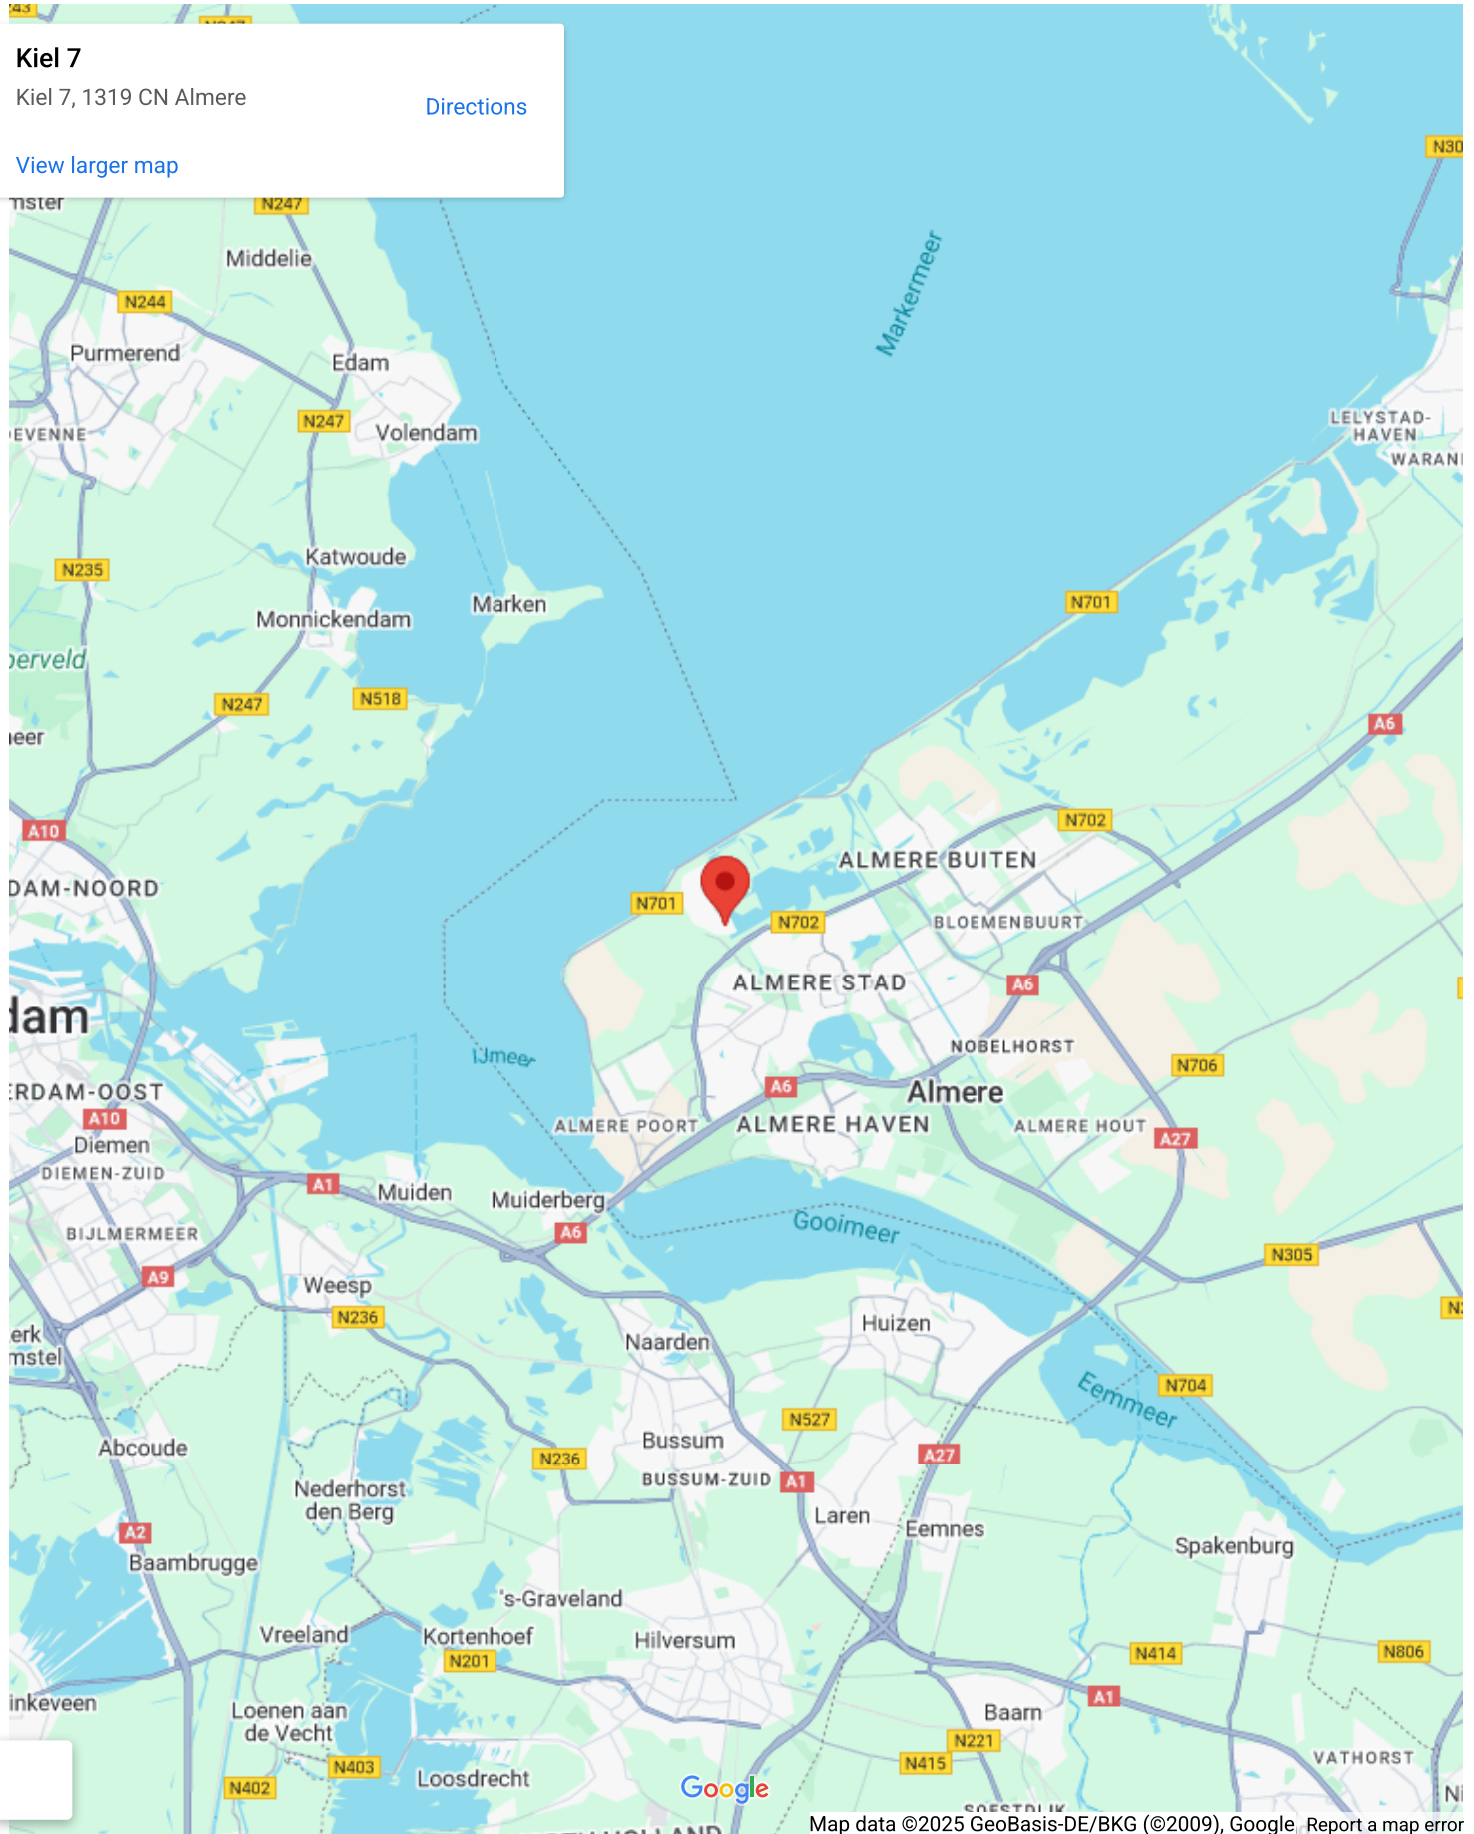 Kiel 7
Kiel 7, 1319 CN Almere
Directions
View larger map
N247
Middelie
N244
Purmerend
Edam
N247
Volendam
Markermeer
LELYSTAD-
HAVEN
N235
Katwoude
Marken
Monnickendam
N701
N247
N518
A6
A10
N702
ALMERE BUITEN
DAM-NOORD
N701
N702
BLOEMENBUURT
ALMERE STAD
A6
dam
IJmeer
NOBELHORST
N706
A6
Almere
ERDAM-OOST
A10
ALMERE POORT
ALMERE HAVEN
ALMERE HOUT
A27
Diemen
DIEMEN-ZUID
A1
Muiden
Muiderberg
BIJLMERMEER
A6
Gooimeer
N305
A9
Weesp
N236
Huizen
Naarden
Eemmeer
N704
N527
Abcoude
Bussum
N236
A27
BUSSUM-ZUID
A1
Nederhorst
den Berg
Laren
Eemnes
A2
Baambrugge
Spakenburg
's-Graveland
Vreeland
Kortenhoef
Hilversum
N201
N414
N806
inkeveen
A1
Loenen aan
de Vecht
Baarn
N221
N403
N415
VATHORST
N402
Loosdrecht
Google
Map data ©2025 GeoBasis-DE/BKG (©2009), Google
Report a map error